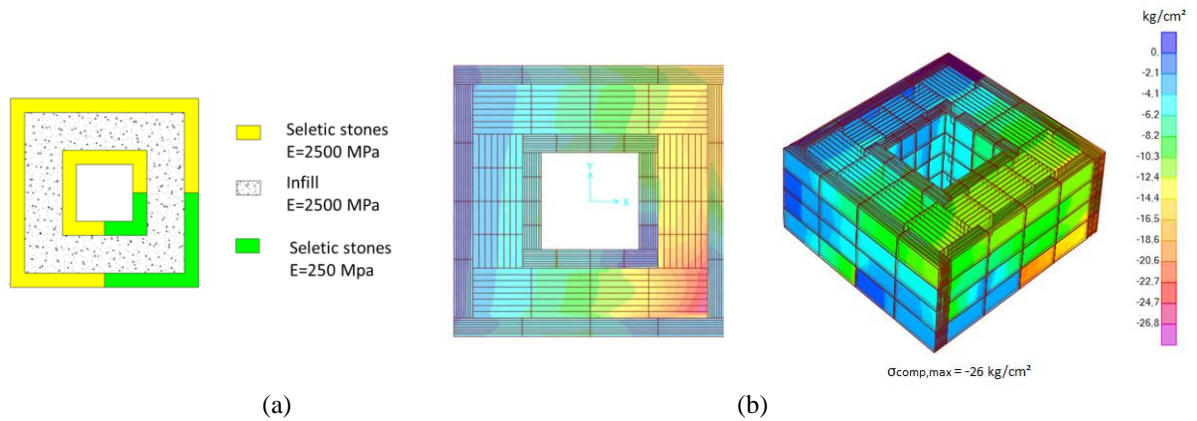 Seletic stones
E=2500 MPa
Infill
E=2500 MPa
Seletic stones
E=250 Mpa
(a)
Y
X
kg/cm²
0.
-2,1
-4,1
-6,2
-8.2
-10.3
-12.4
-14.4
-16.5
-18.6
-20.6
-22.7
-24.7
-26,8
σcomp,max = -26 kg/cm²
(b)